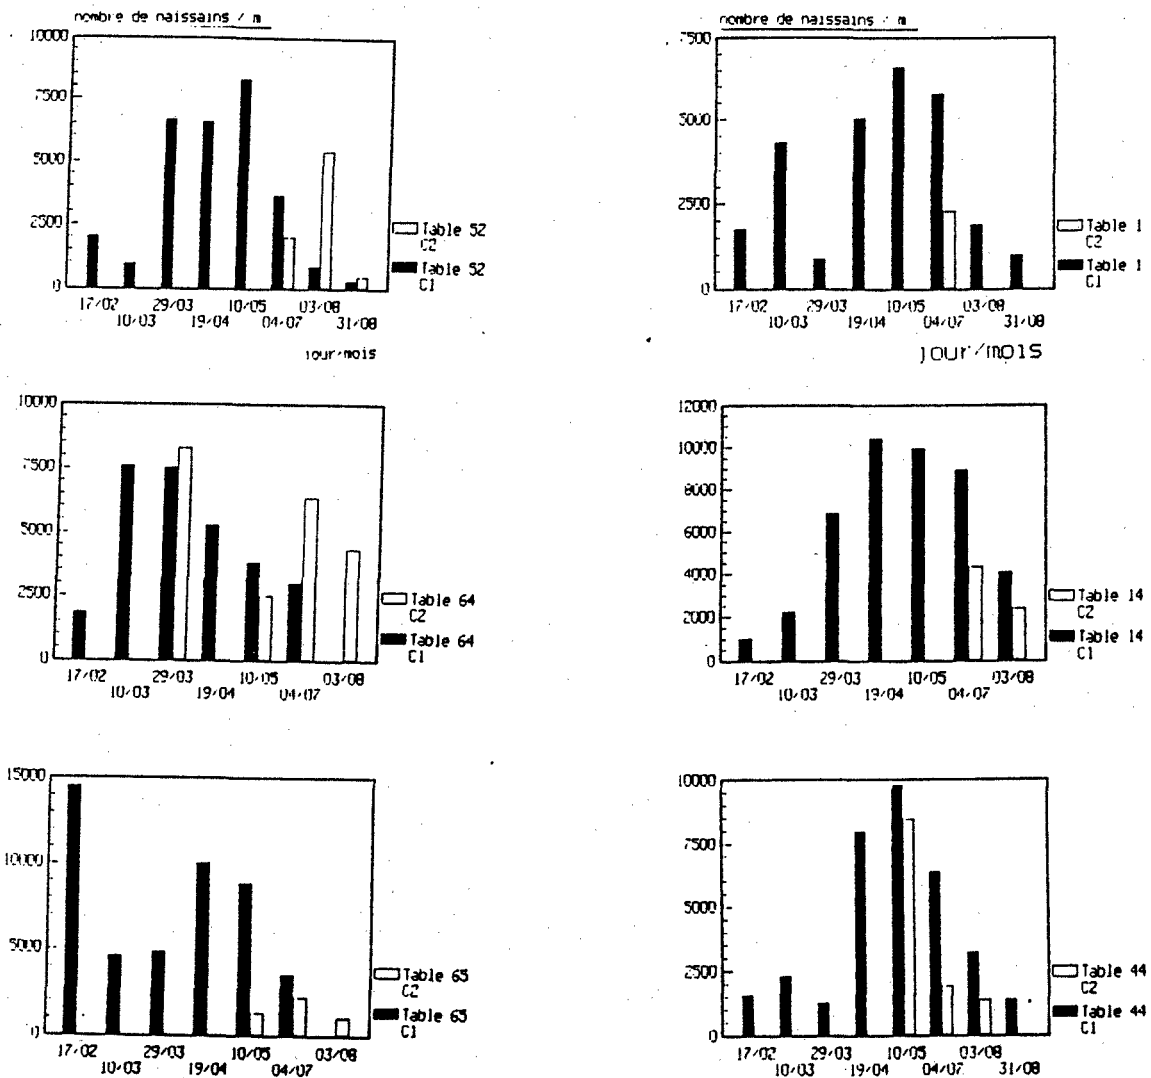 nombre de naissains / m
10000
7500
5000
2500
0
17/02 29/03 10/05 03/08
10/03 19/04 04/07 31/08
jour/mois
Table 52
C2
Table 52
C1
nombre de naissains / m
7500
5000
2500
0
17/02 29/03 10/05 03/08
10/03 19/04 04/07 31/08
jour/mois
Table 1
C2
Table 1
C1
10000
7500
5000
2500
0
17/02 29/03 10/05 03/08
10/03 19/04 04/07
Table 64
C2
Table 64
C1
12000
10000
8000
6000
4000
2000
0
17/02 29/03 10/05 03/08
10/03 19/04 04/07
Table 14
C2
Table 14
C1
15000
10000
5000
0
17/02 29/03 10/05 03/08
10/03 19/04 04/07
Table 65
C2
Table 65
C1
10000
7500
5000
2500
0
17/02 29/03 10/05 03/08
10/03 19/04 04/07 31/08
Table 44
C2
Table 44
C1